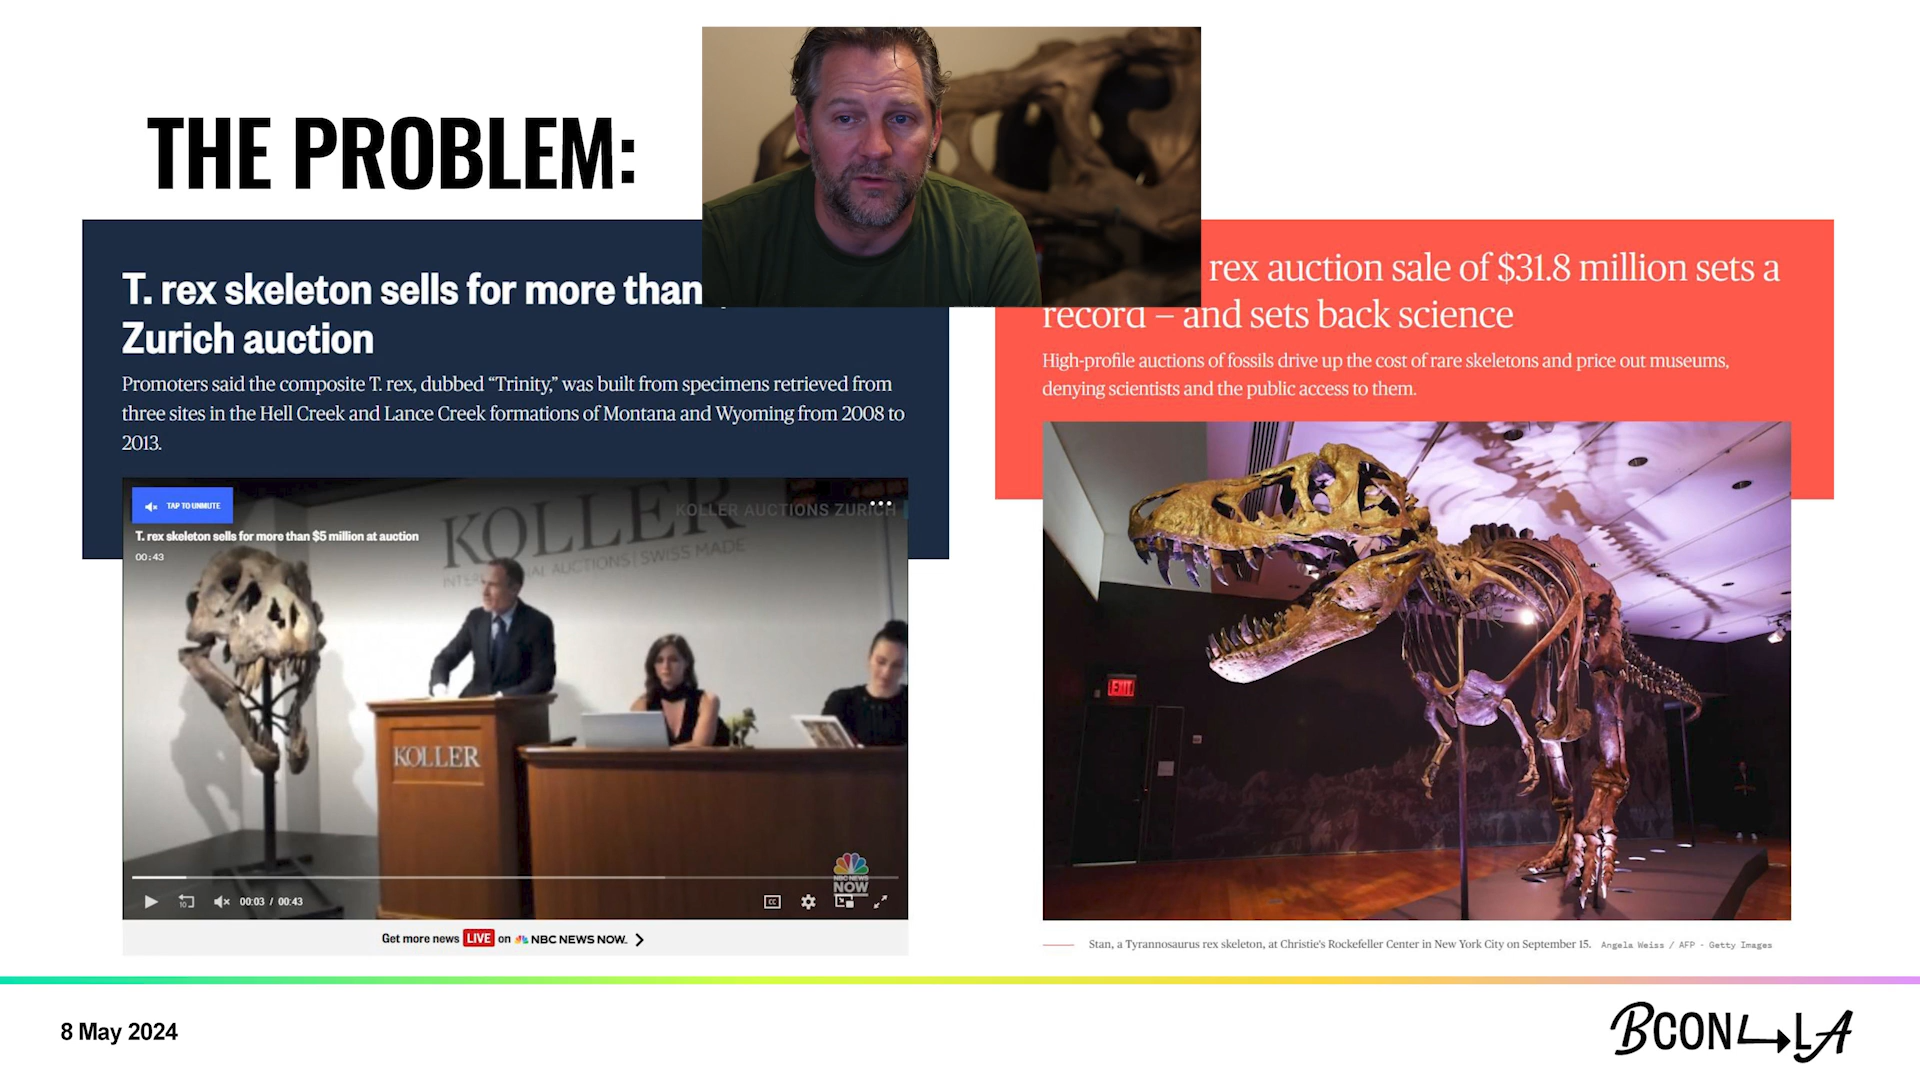 THE PROBLEM:
T. rex skeleton sells for more than
Zurich auction
Promoters said the composite T. rex, dubbed “Trinity,” was built from specimens retrieved from
three sites in the Hell Creek and Lance Creek formations of Montana and Wyoming from 2008 to
2013.
TAP TO UNMUTE
KOLLER AUCTIONS ZURICH
T. rex skeleton sells for more than $5 million at auction
00:43
KOLLER
INTERNATIONAL AUCTIONS | SWISS MADE
KOLLER
NBC NEWS
NOW
10
00:03 / 00:43
CC
Get more news LIVE on NBC NEWS NOW.
rex auction sale of $31.8 million sets a
record – and sets back science
High-profile auctions of fossils drive up the cost of rare skeletons and price out museums,
denying scientists and the public access to them.
EXIT
Stan, a Tyrannosaurus rex skeleton, at Christie's Rockefeller Center in New York City on September 15. Angela Weiss / AFP - Getty Images
8 May 2024
BCON LA